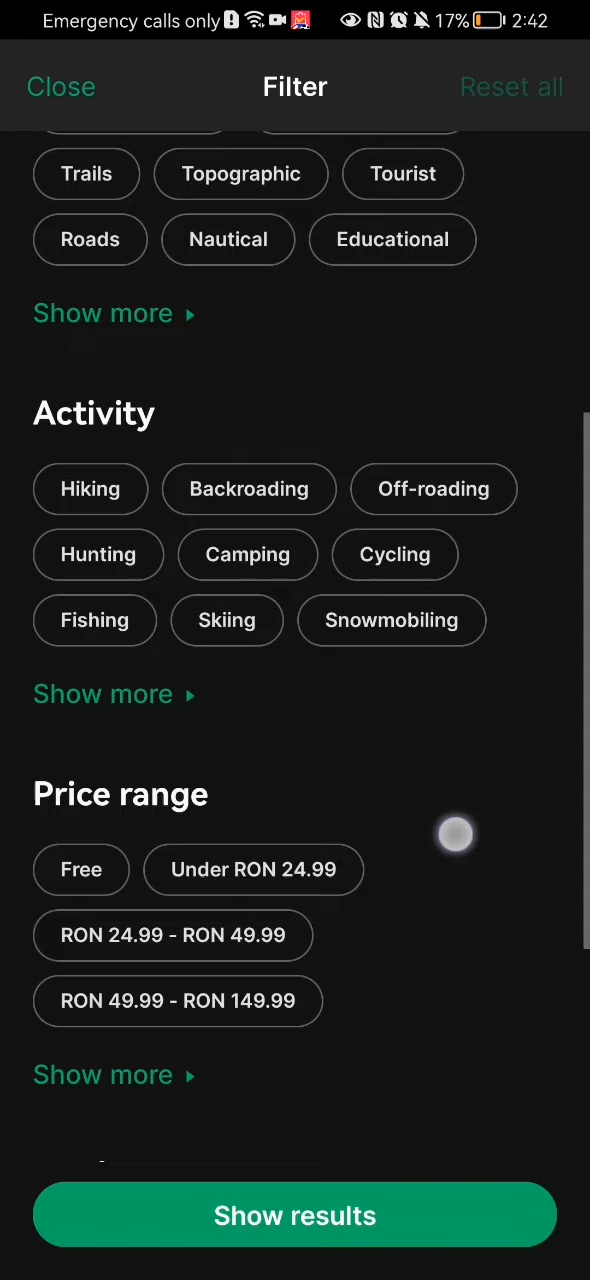 Emergency calls only 17% 2:42
Close Filter Reset all
Trails Topographic Tourist
Roads Nautical Educational
Show more
Activity
Hiking Backroading Off-roading
Hunting Camping Cycling
Fishing Skiing Snowmobiling
Show more
Price range
Free Under RON 24.99
RON 24.99 - RON 49.99
RON 49.99 - RON 149.99
Show more
Show results